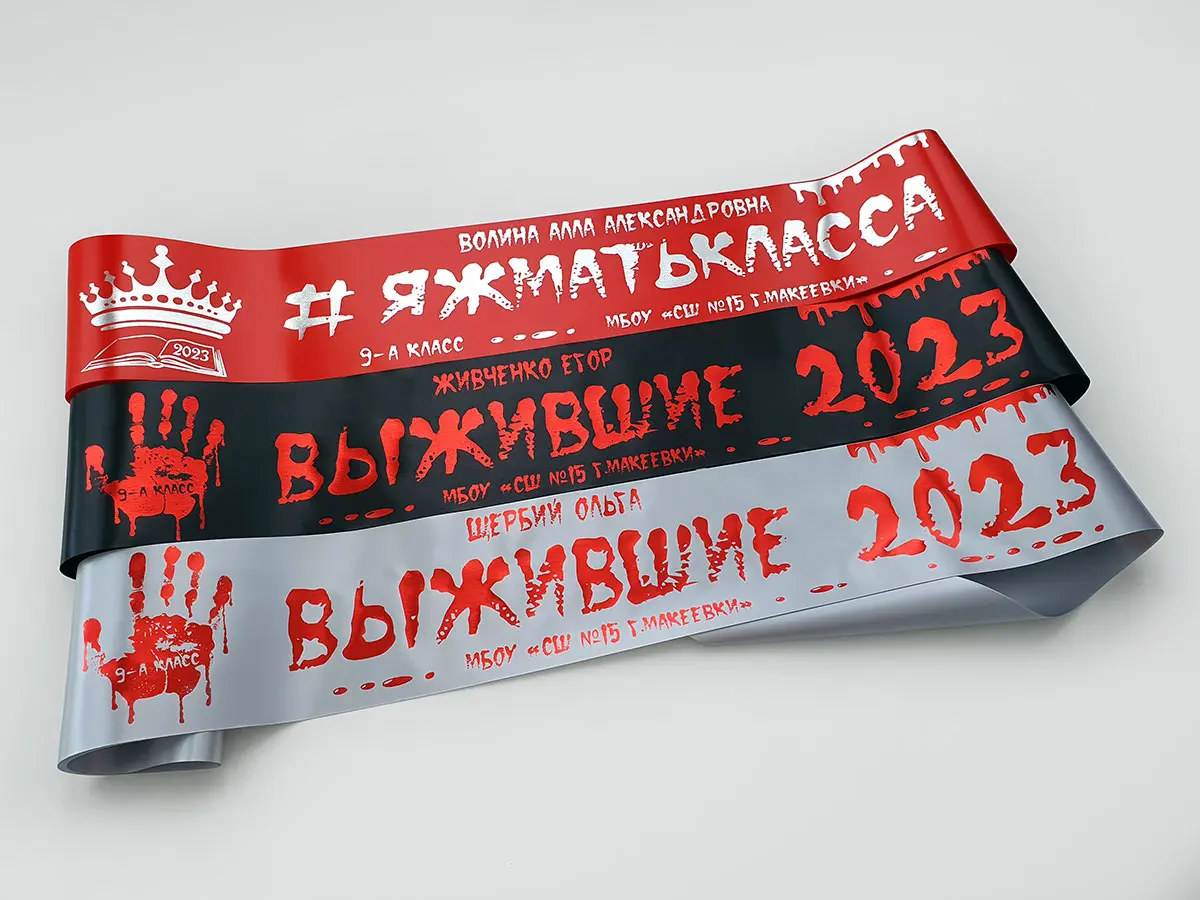 ВОЛИНА АЛЛА АЛЕКСАНДРОВНА
# ЯЖМАТЬКЛАССА
2023
9-А КЛАСС
МБОУ «СШ №15 Г.МАКЕЕВКИ»
ЖИВЧЕНКО ЕГОР
ВЫЖИВШИЕ 2023
9-А КЛАСС
МБОУ «СШ №15 Г.МАКЕЕВКИ»
ЩЕРБИЙ ОЛЬГА
ВЫЖИВШИЕ 2023
9-А КЛАСС
МБОУ «СШ №15 Г.МАКЕЕВКИ»